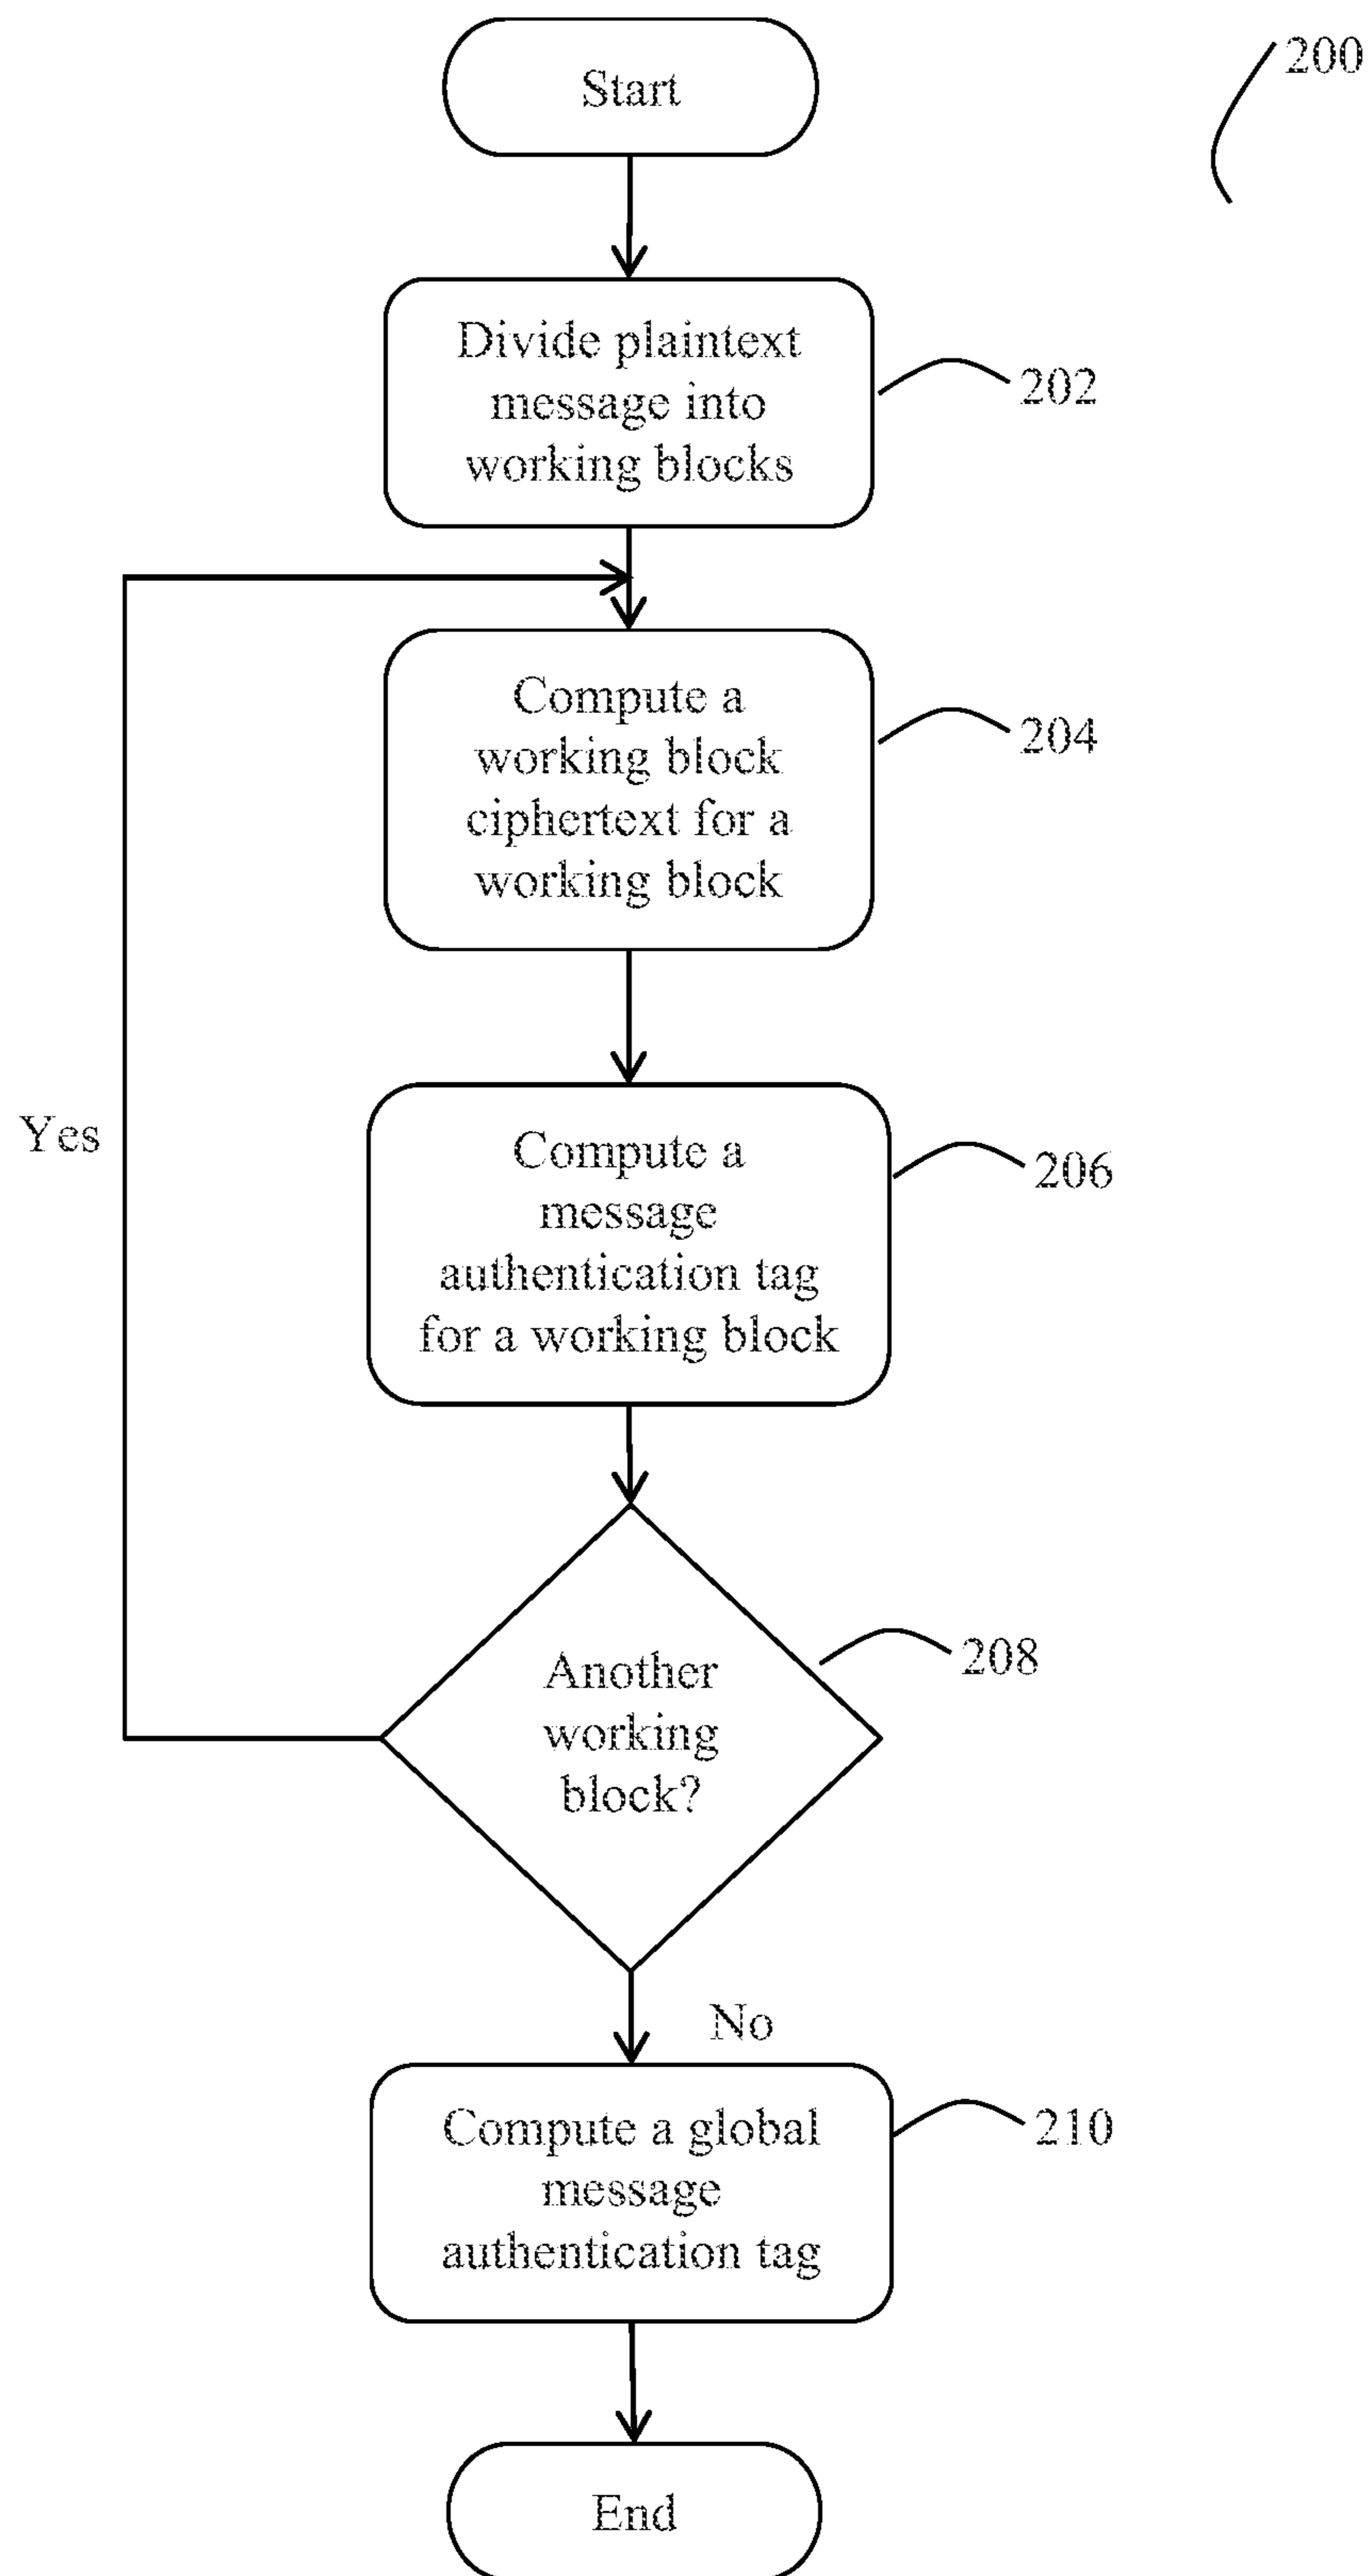 Start
200
Divide plaintext
message into
working blocks
202
Compute a
working block
ciphertext for a
working block
204
Yes
Compute a
message
authentication tag
for a working block
206
Another
working
block?
208
No
Compute a global
message
authentication tag
210
End